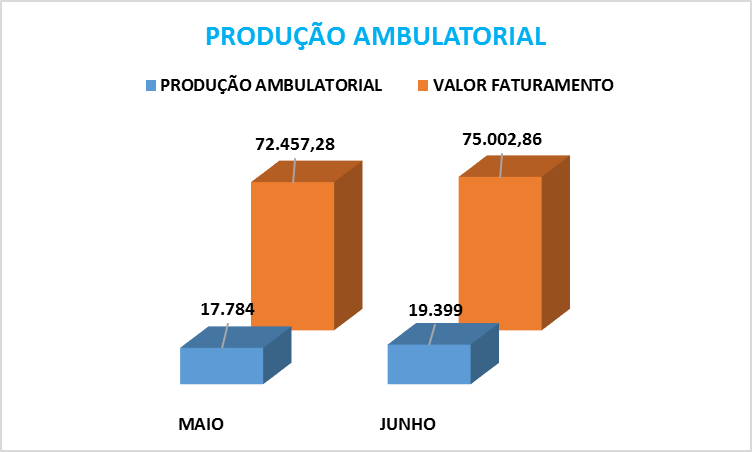 PRODUÇÃO AMBULATORIAL
PRODUÇÃO AMBULATORIAL VALOR FATURAMENTO
72.457,28 75.002,86
17.784 19.399
MAIO JUNHO